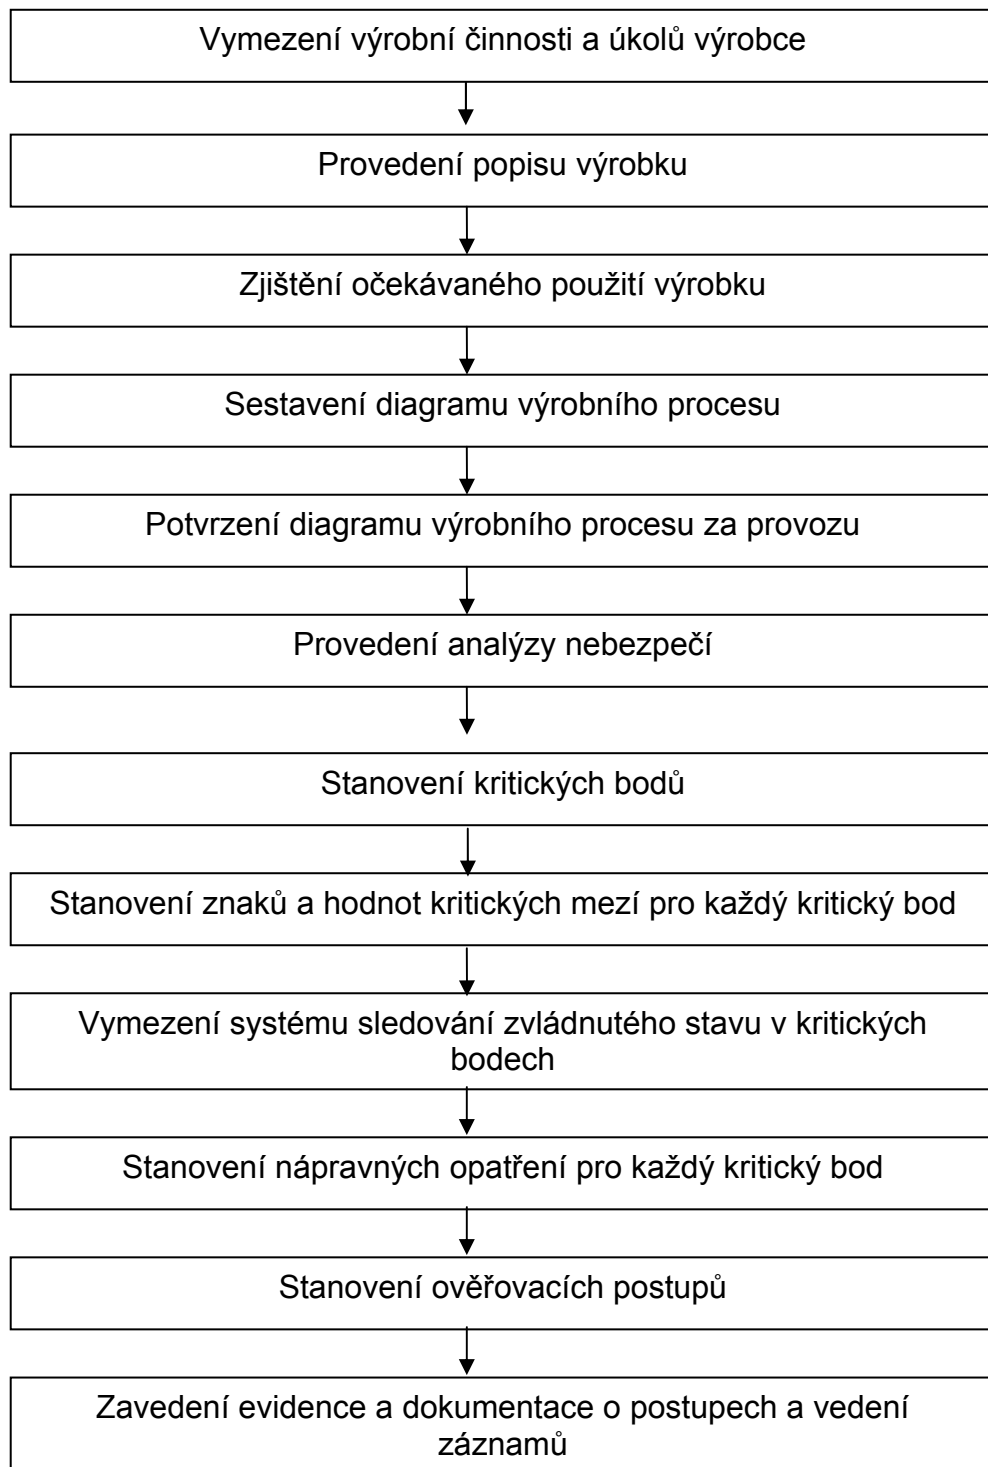 Vymezení výrobní činnosti a úkolů výrobce
Provedení popisu výrobku
Zjištění očekávaného použití výrobku
Sestavení diagramu výrobního procesu
Potvrzení diagramu výrobního procesu za provozu
Provedení analýzy nebezpečí
Stanovení kritických bodů
Stanovení znaků a hodnot kritických mezí pro každý kritický bod
Vymezení systému sledování zvládnutého stavu v kritických
bodech
Stanovení nápravných opatření pro každý kritický bod
Stanovení ověřovacích postupů
Zavedení evidence a dokumentace o postupech a vedení
záznamů